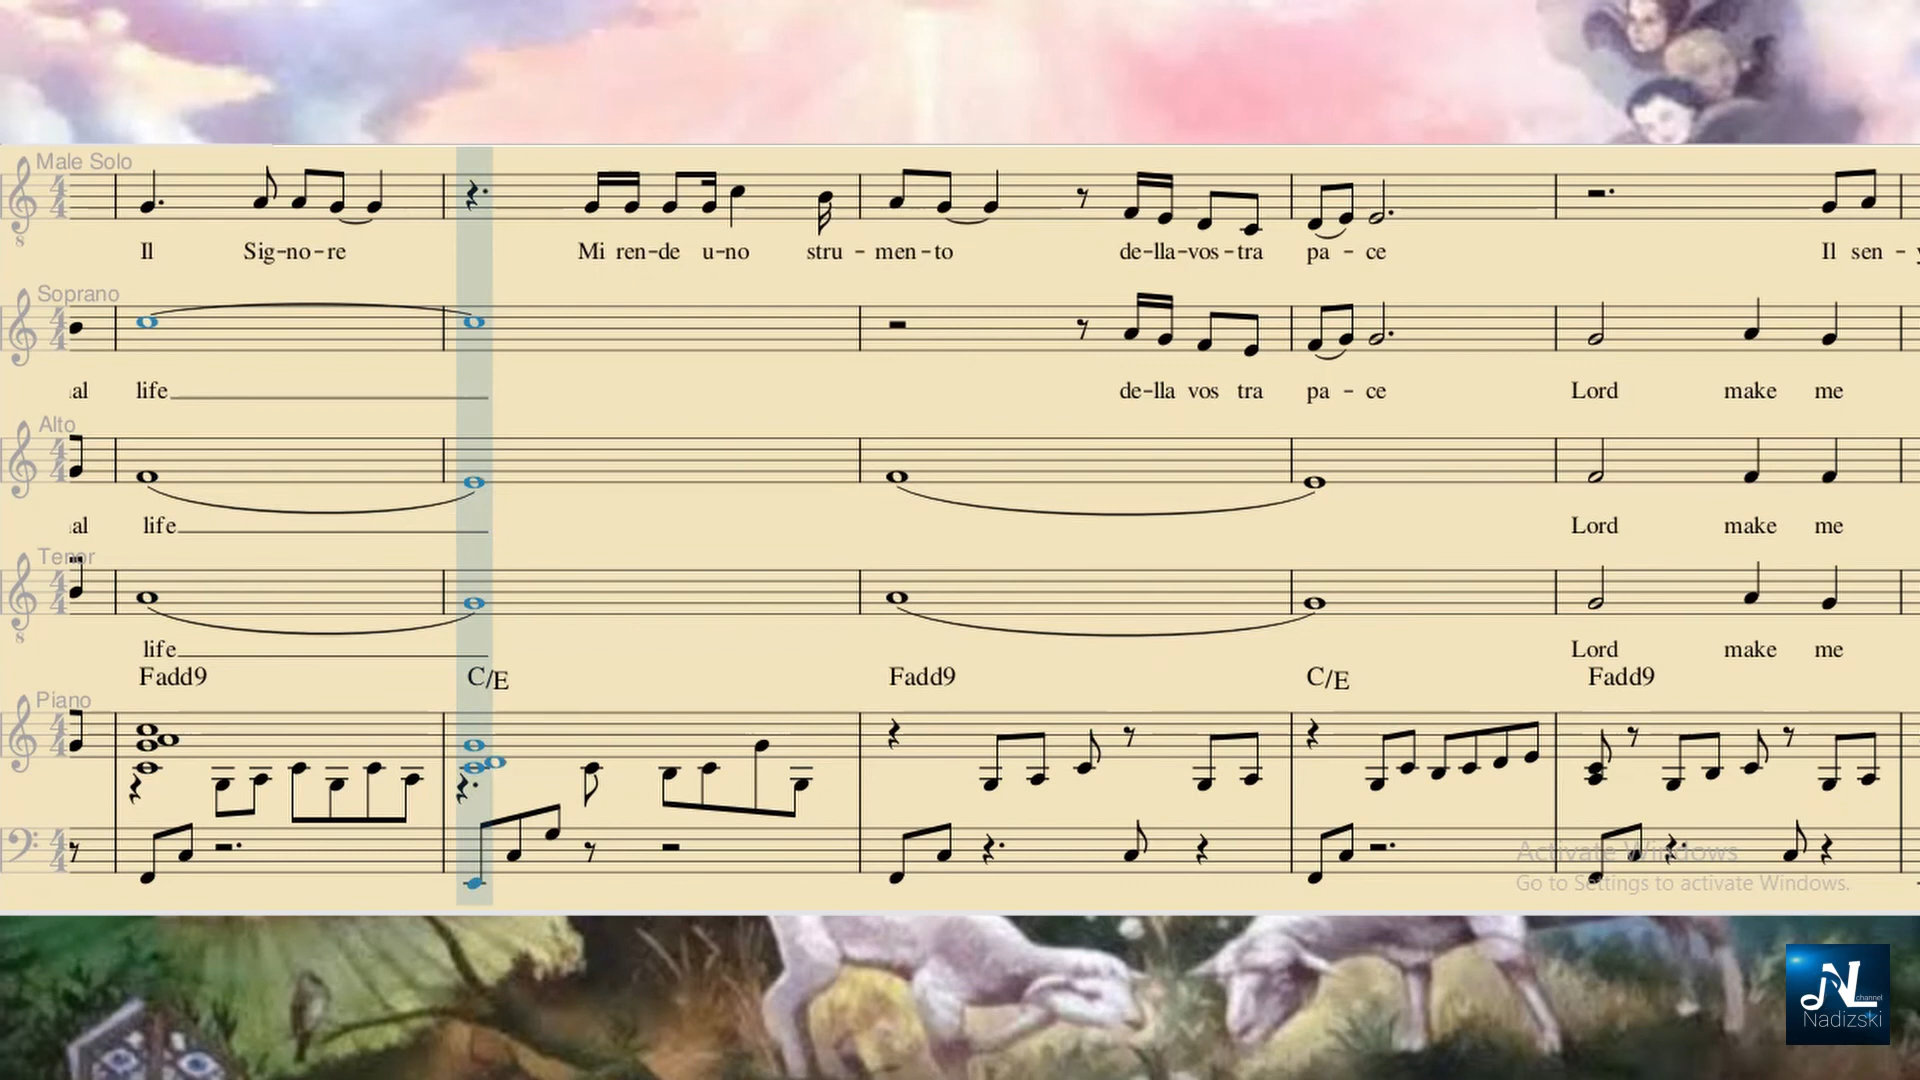 Male Solo
Il Sig-no-re Mi ren-de u-no stru-men-to de-lla-vos-tra pa-ce Il sen-
Soprano
al life de-lla vos tra pa-ce Lord make me
Alto
al life Lord make me
Tenor
life Lord make me
Fadd9 C/E Fadd9 C/E Fadd9
Piano
Activate Windows
Go to Settings to activate Windows.
NL channel
Nadizski